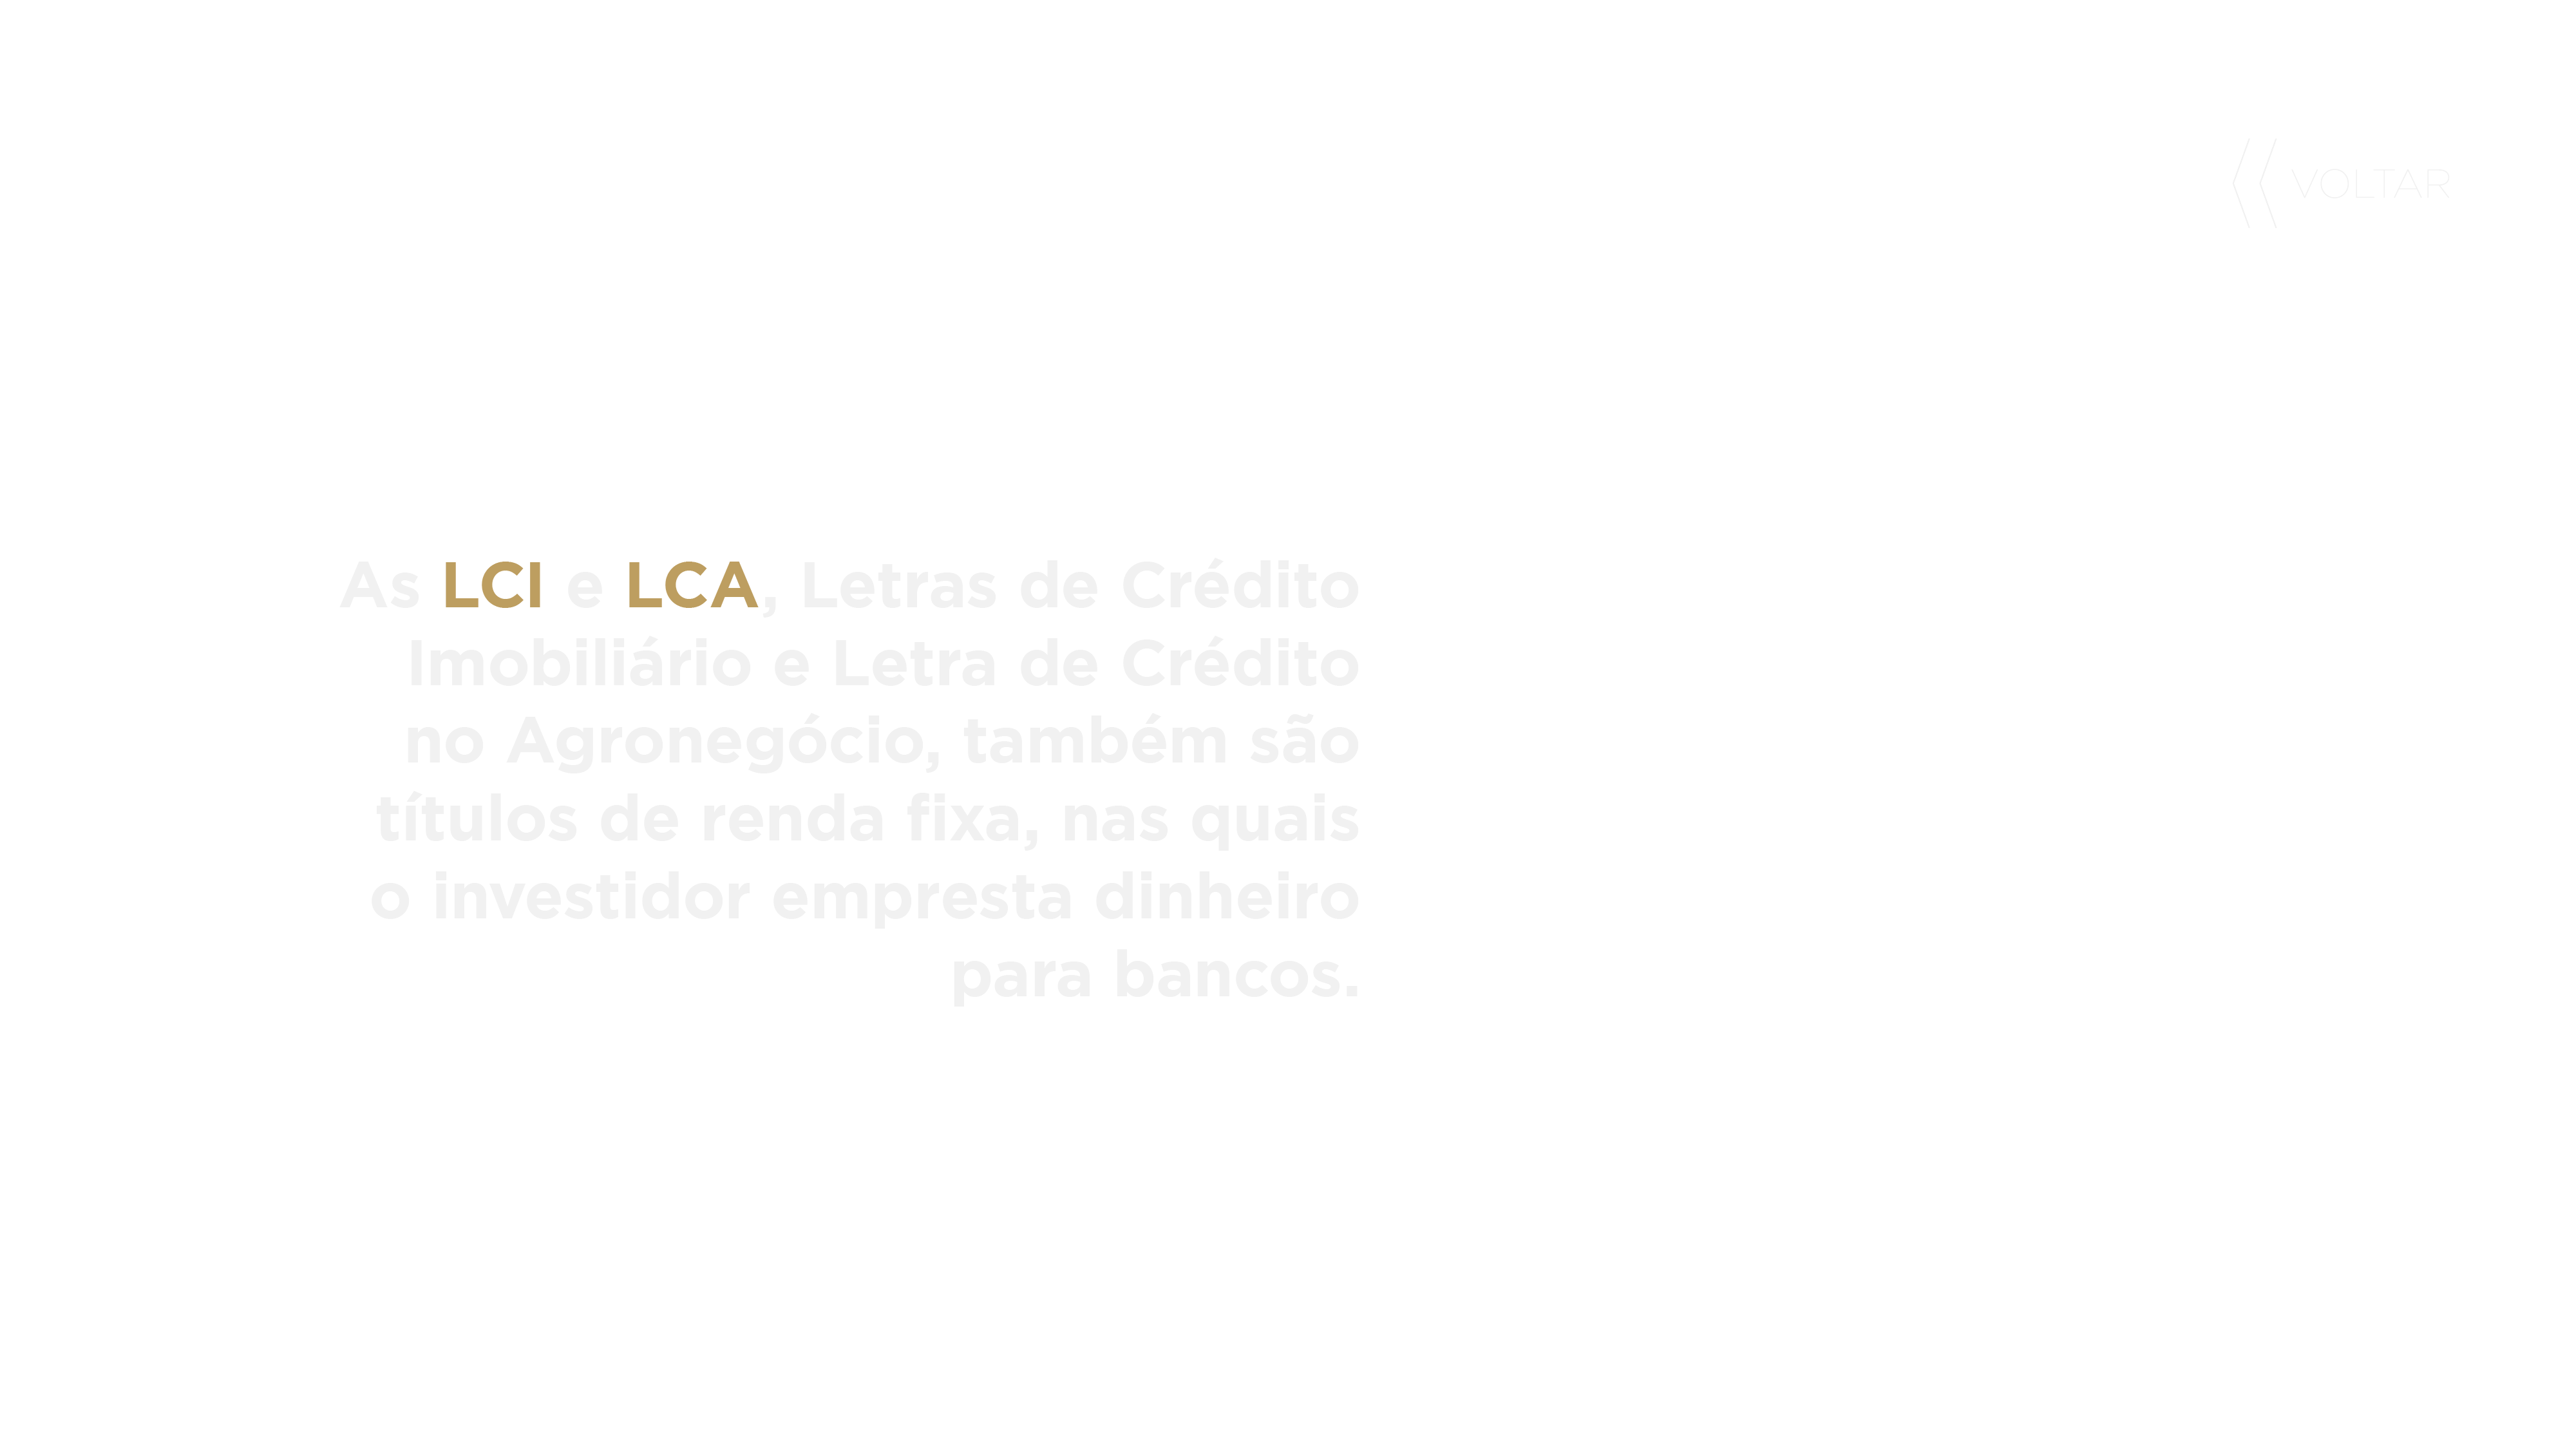 VOLTAR
As LCI e LCA, Letras de Crédito
Imobiliário e Letra de Crédito
no Agronegócio, também são
títulos de renda fixa, nas quais
o investidor empresta dinheiro
para bancos.